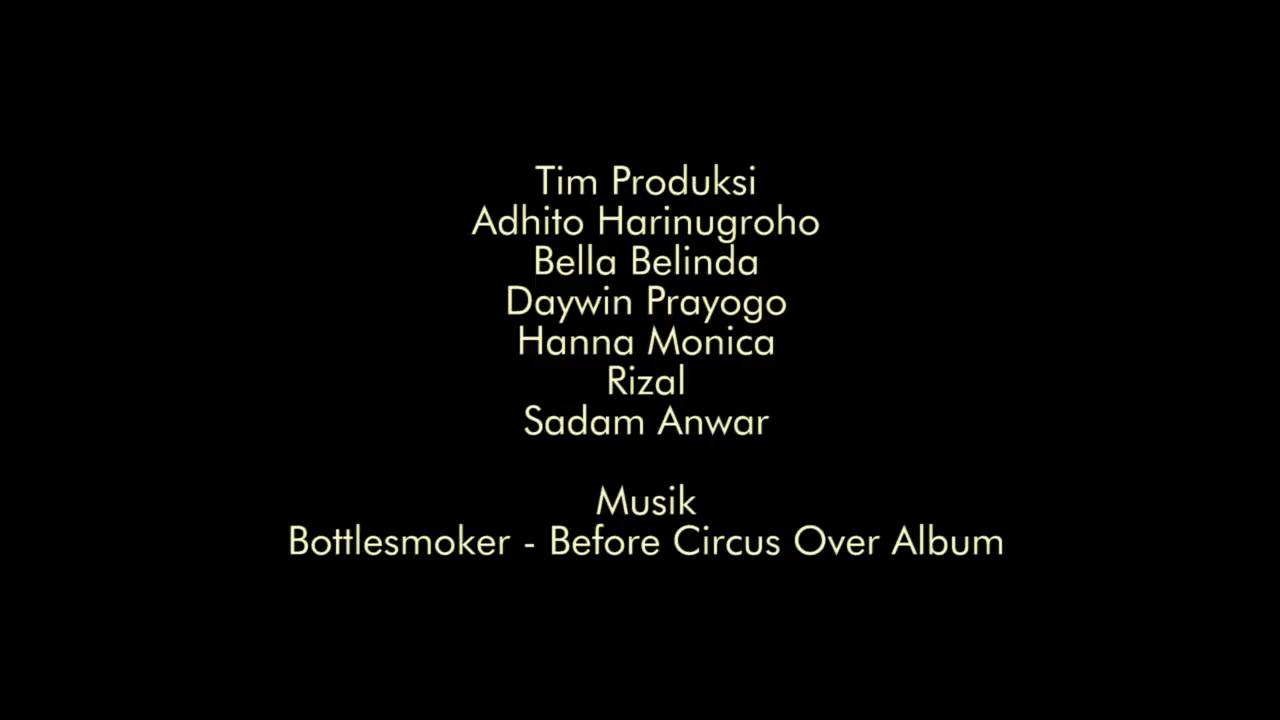 Tim Produksi
Adhito Harinugroho
Bella Belinda
Daywin Prayogo
Hanna Monica
Rizal
Sadam Anwar
Musik
Bottlesmoker - Before Circus Over Album